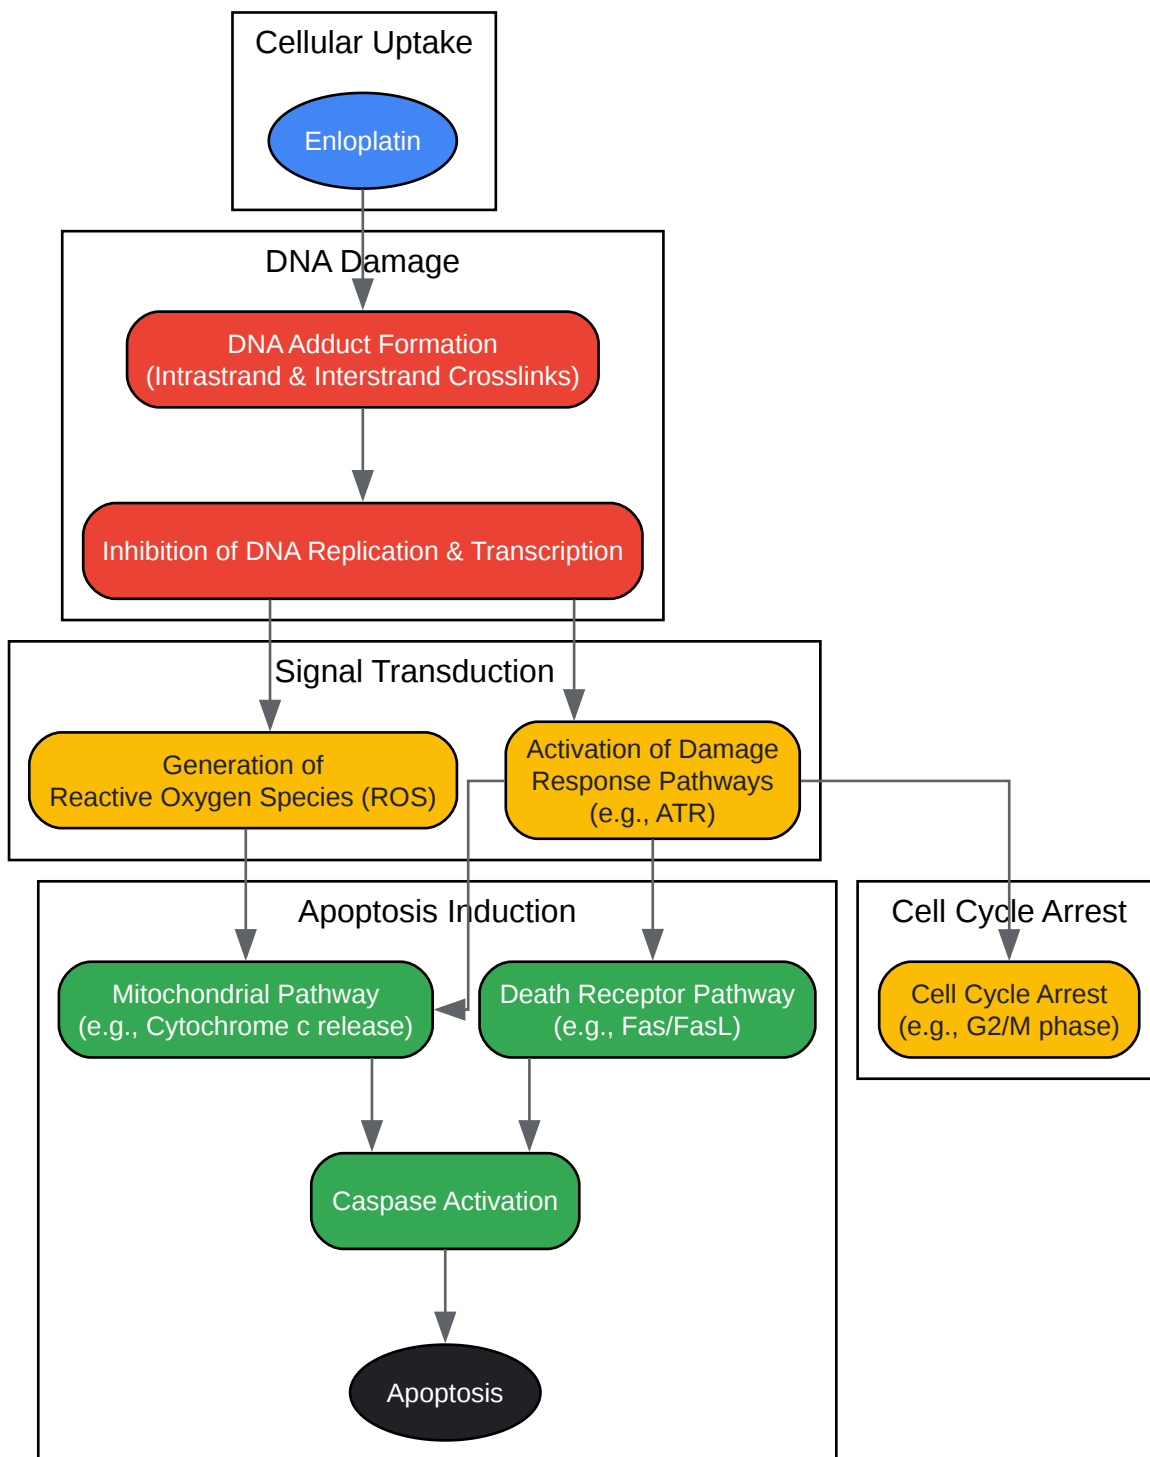 Cellular Uptake
Enloplatin
DNA Damage
DNA Adduct Formation
(Intrastrand & Interstrand Crosslinks)
Inhibition of DNA Replication & Transcription
Signal Transduction
Generation of
Reactive Oxygen Species (ROS)
Activation of Damage
Response Pathways
(e.g., ATR)
Apoptosis Induction
Mitochondrial Pathway
(e.g., Cytochrome c release)
Death Receptor Pathway
(e.g., Fas/FasL)
Cell Cycle Arrest
Cell Cycle Arrest
(e.g., G2/M phase)
Caspase Activation
Apoptosis